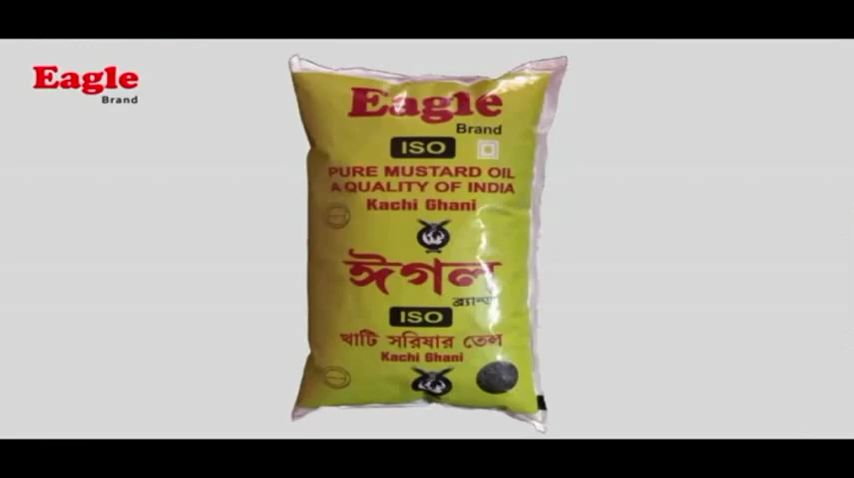 Eagle
Brand
Eagle
Brand
ISO
PURE MUSTARD OIL
A QUALITY OF INDIA
Kachi Ghani
ঈগল
ব্র্যান্ড
ISO
খাটি সরিষার তেল
Kachi Ghani